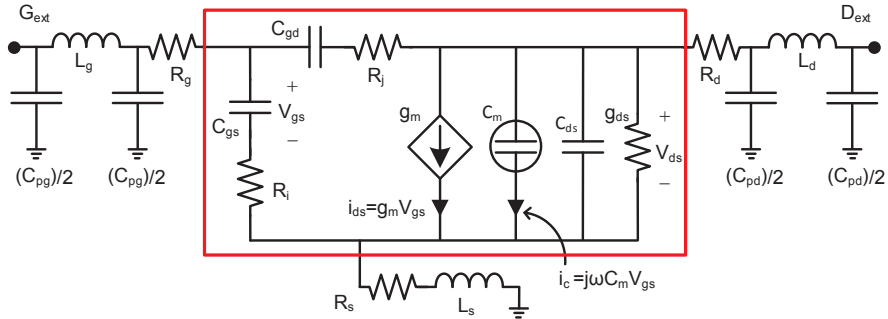 G_ext
D_ext
C_gd
L_g
R_g
R_j
R_d
L_d
C_gs
+
V_gs
−
g_m
C_m
C_ds
g_ds
+
V_ds
−
(C_pg)/2
(C_pg)/2
R_i
i_ds=g_mV_gs
(C_pd)/2
(C_pd)/2
i_c=jωC_mV_gs
R_s
L_s